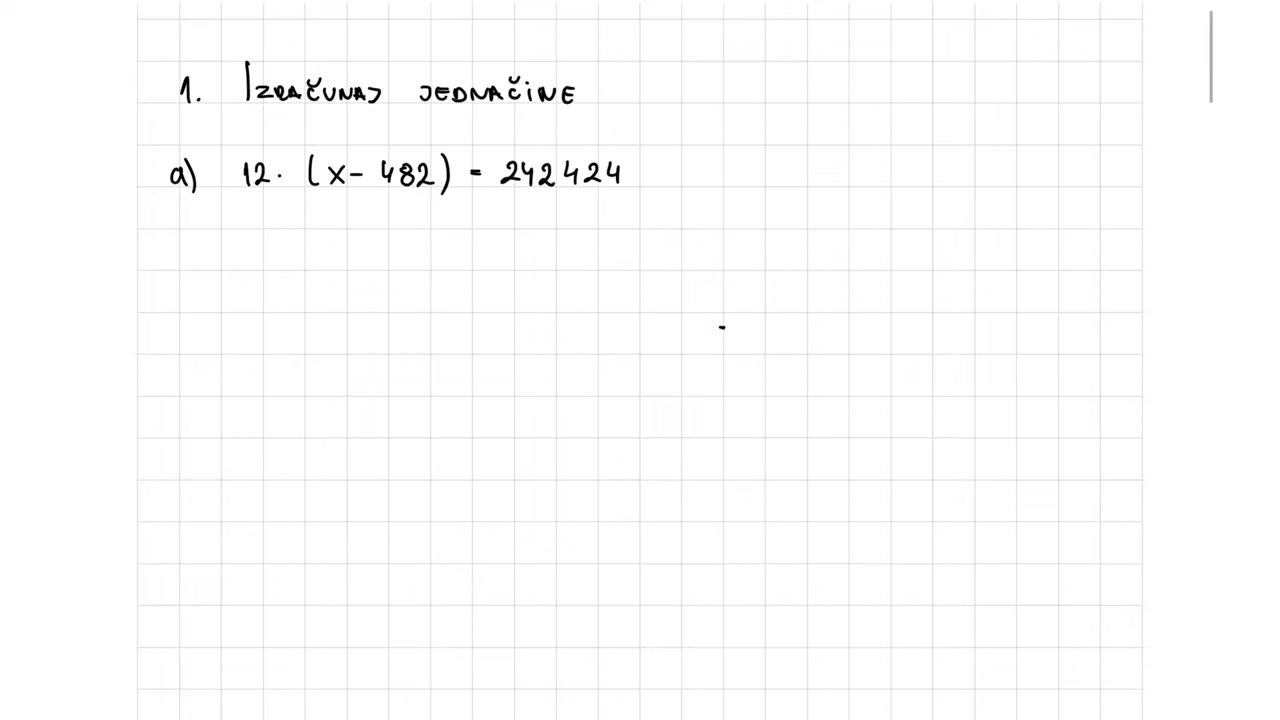 1. Izračunaj jednačine
a) 12 · (x - 482) = 242424